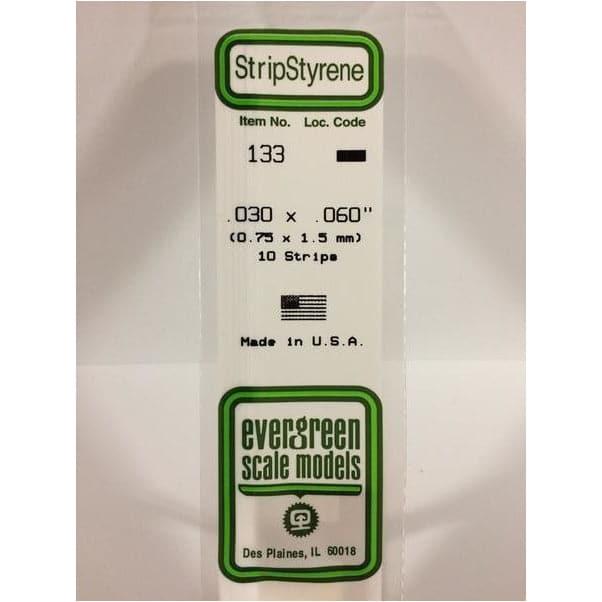 StripStyrene
Item No. Loc. Code
133
.030 x .060"
(0.75 x 1.5 mm)
10 Strips
Made in U.S.A.
evergreen
scale models
Des Plaines, IL 60018